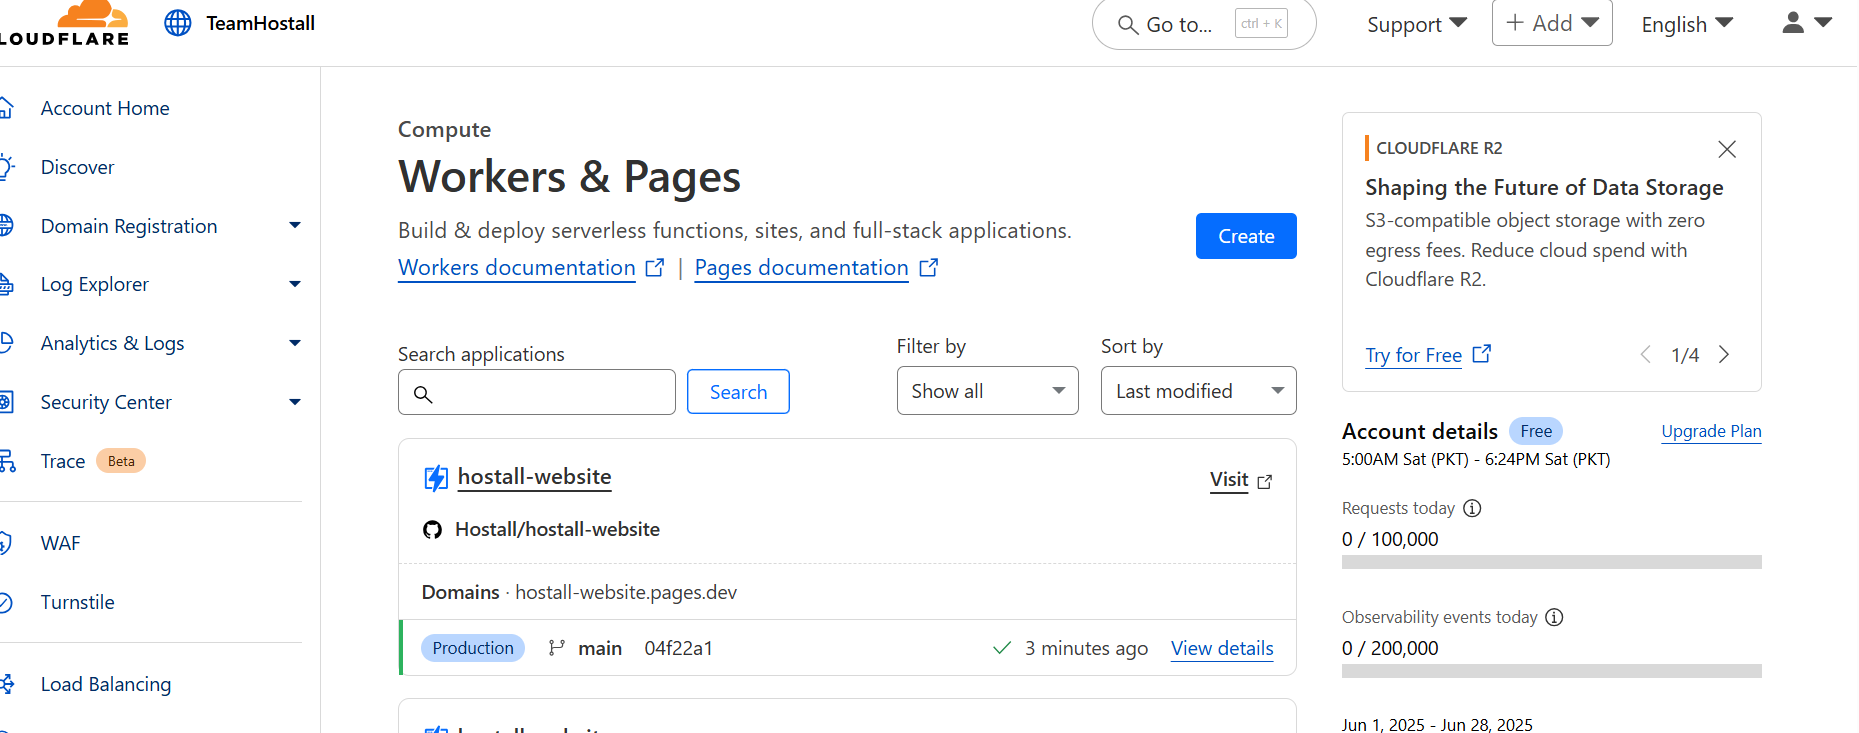 LOUDFLARE
TeamHostall
Go to...
ctrl + K
Support
+ Add
English
Account Home
Discover
Domain Registration
Log Explorer
Analytics & Logs
Security Center
Trace Beta
WAF
Turnstile
Load Balancing
Compute
Workers & Pages
Build & deploy serverless functions, sites, and full-stack applications.
Workers documentation | Pages documentation
Create
Search applications
Search
Filter by
Show all
Sort by
Last modified
hostall-website
Visit
Hostall/hostall-website
Domains · hostall-website.pages.dev
Production main 04f22a1
3 minutes ago View details
CLOUDFLARE R2
Shaping the Future of Data Storage
S3-compatible object storage with zero
egress fees. Reduce cloud spend with
Cloudflare R2.
Try for Free
1/4
Account details Free
Upgrade Plan
5:00AM Sat (PKT) - 6:24PM Sat (PKT)
Requests today
0 / 100,000
Observability events today
0 / 200,000
Jun 1, 2025 - Jun 28, 2025